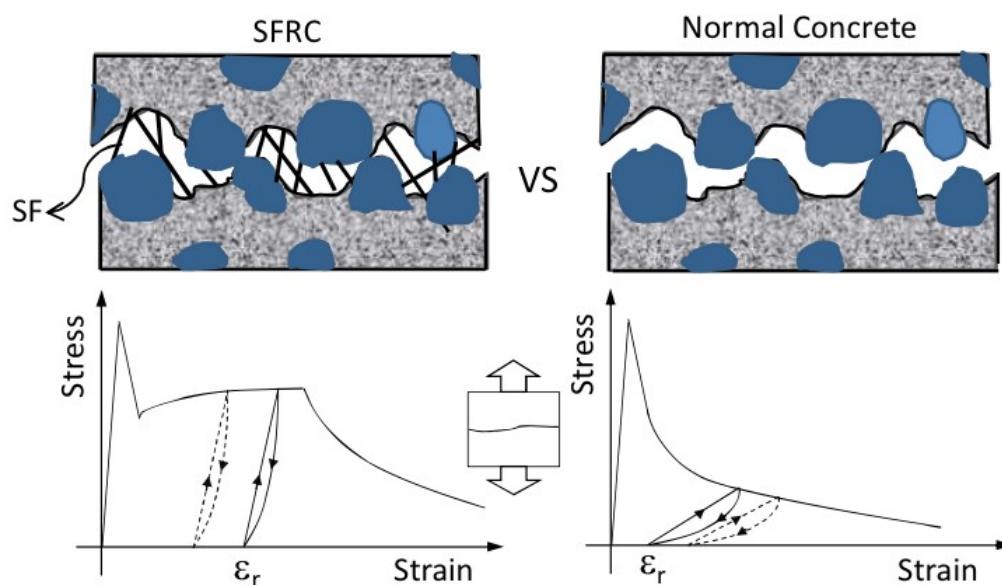 SFRC
Normal Concrete
SF
VS
Stress
Strain
εr
Stress
Strain
εr